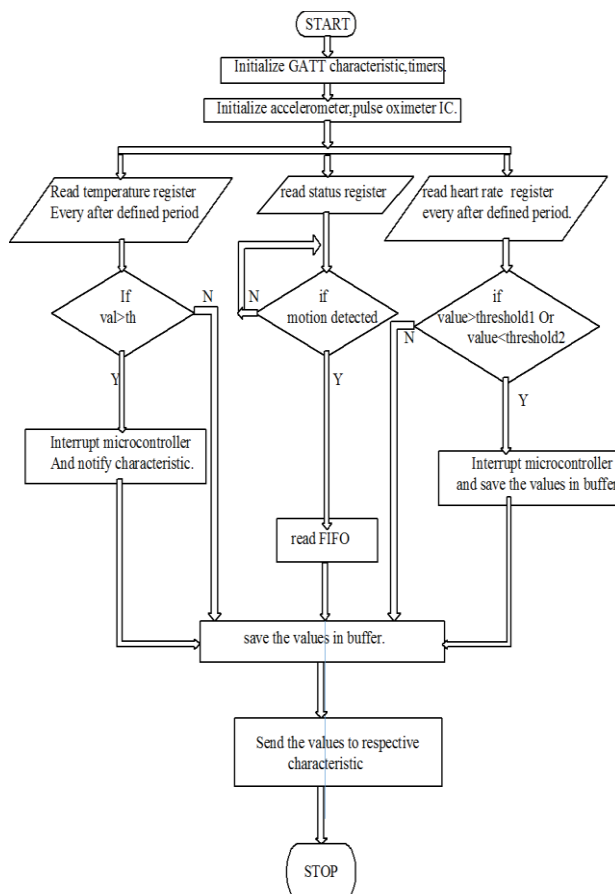 START
Initialize GATT characteristic,timers.
Initialize accelerometer,pulse oximeter IC.
Read temperature register
Every after defined period.
read status register
read heart rate register
every after defined period.
If
val>th
N
Y
if
motion detected
N
Y
if
value>threshold1 Or
value<threshold2
N
Y
Interrupt microcontroller
And notify characteristic.
Interrupt microcontroller
and save the values in buffer
read FIFO
save the values in buffer.
Send the values to respective
characteristic
STOP